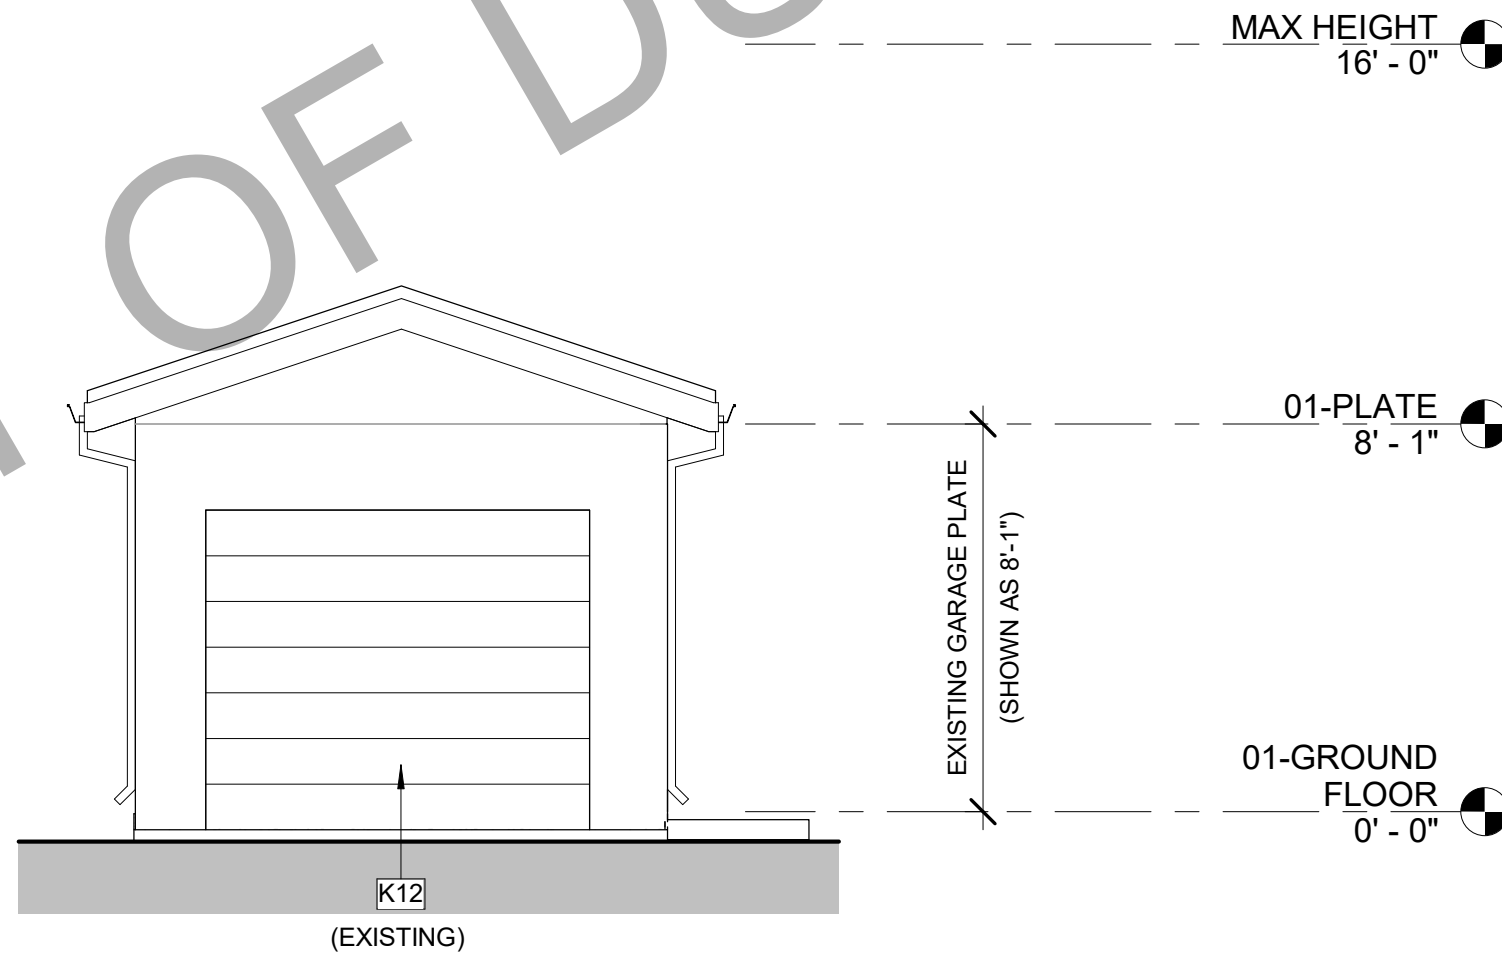 OF
MAX HEIGHT
16' - 0"
01-PLATE
8' - 1"
EXISTING GARAGE PLATE
(SHOWN AS 8'-1")
01-GROUND
FLOOR
0' - 0"
K12
(EXISTING)